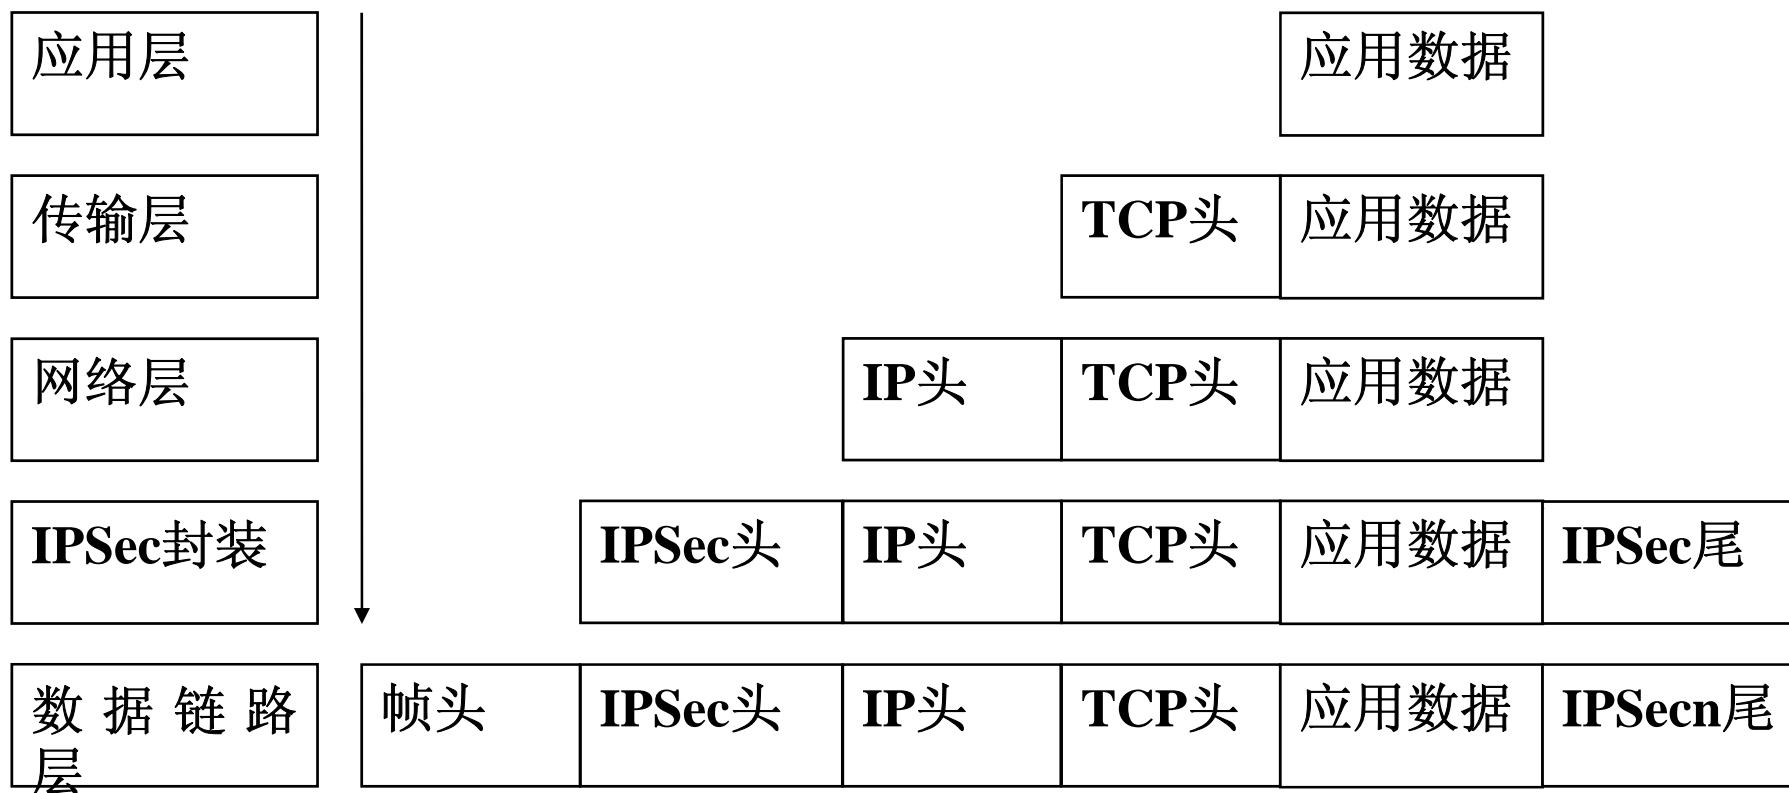 应用层 应用数据
传输层 TCP头 应用数据
网络层 IP头 TCP头 应用数据
IPSec封装 IPSec头 IP头 TCP头 应用数据 IPSec尾
数据链路 帧头 IPSec头 IP头 TCP头 应用数据 IPSecn尾
层